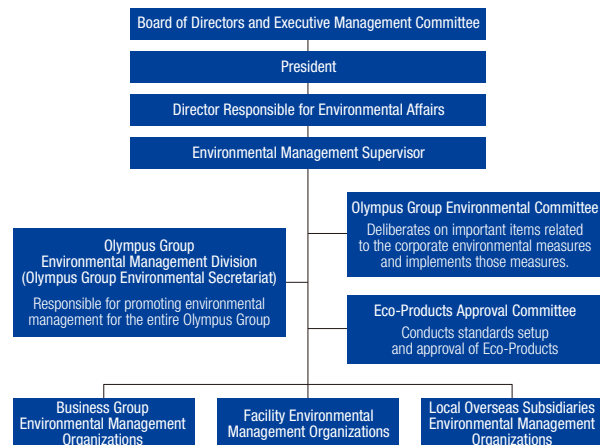 Board of Directors and Executive Management Committee
President
Director Responsible for Environmental Affairs
Environmental Management Supervisor
Olympus Group Environmental Committee
Deliberates on important items related
to the corporate environmental measures
and implements those measures.
Olympus Group
Environmental Management Division
(Olympus Group Environmental Secretariat)
Responsible for promoting environmental
management for the entire Olympus Group
Eco-Products Approval Committee
Conducts standards setup
and approval of Eco-Products
Business Group
Environmental Management
Organizations
Facility Environmental
Management Organizations
Local Overseas Subsidiaries
Environmental Management
Organizations